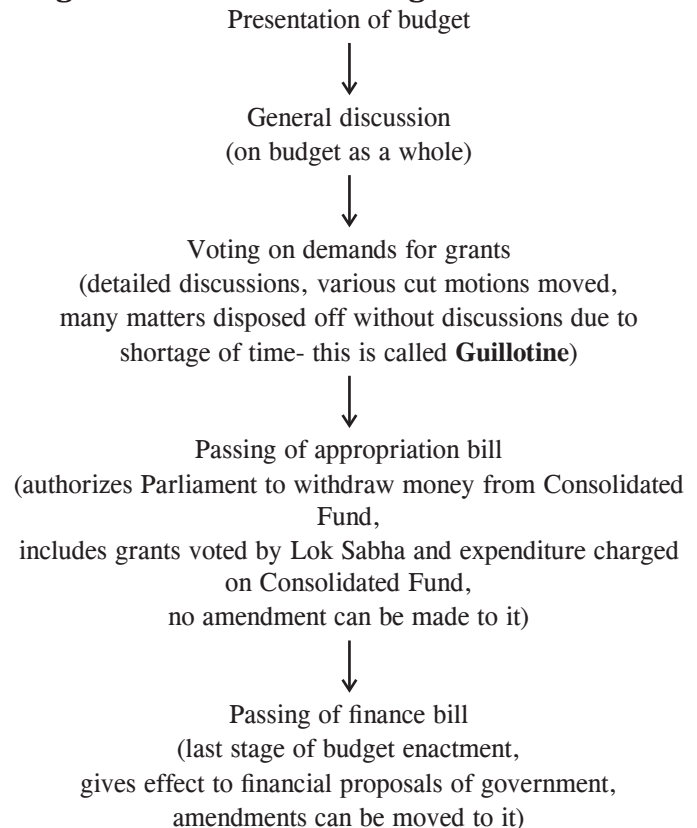 Presentation of budget
General discussion
(on budget as a whole)
Voting on demands for grants
(detailed discussions, various cut motions moved,
many matters disposed off without discussions due to
shortage of time- this is called Guillotine)
Passing of appropriation bill
(authorizes Parliament to withdraw money from Consolidated
Fund,
includes grants voted by Lok Sabha and expenditure charged
on Consolidated Fund,
no amendment can be made to it)
Passing of finance bill
(last stage of budget enactment,
gives effect to financial proposals of government,
amendments can be moved to it)